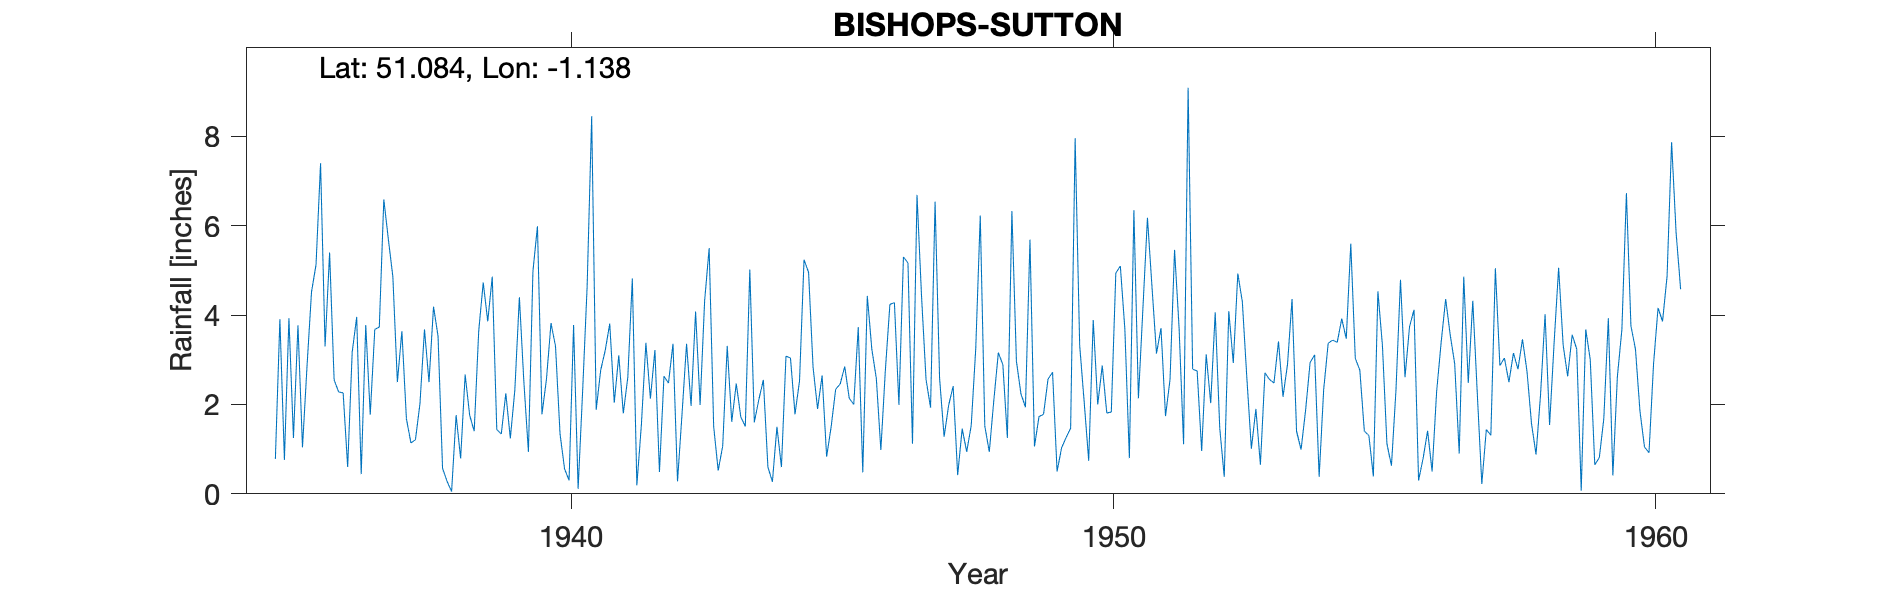 BISHOPS-SUTTON
Lat: 51.084, Lon: -1.138
8
6
4
2
0
Rainfall [inches]
1940 1950 1960
Year